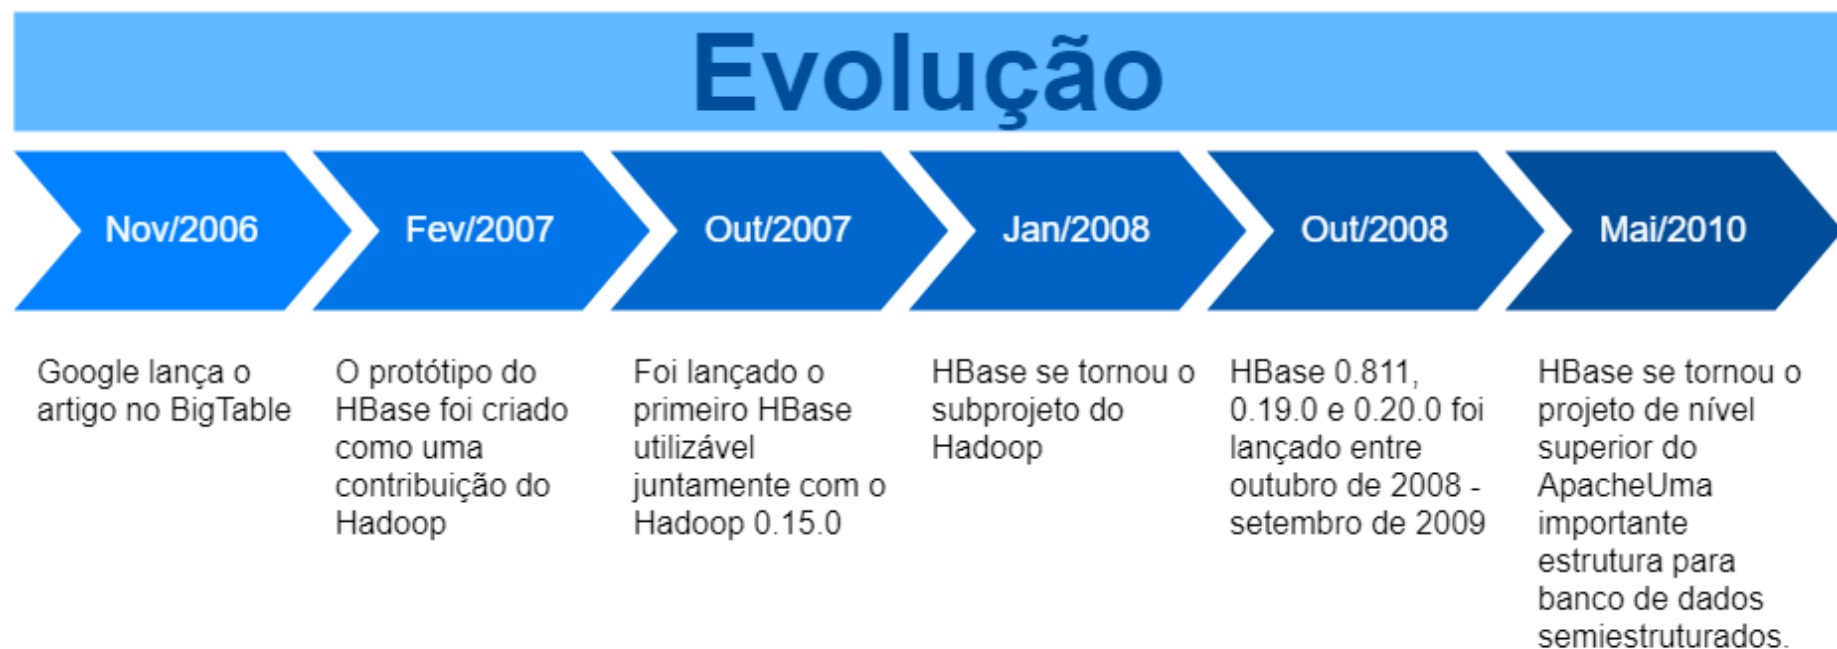 Evolução
Nov/2006
Fev/2007
Out/2007
Jan/2008
Out/2008
Mai/2010
Google lança o
artigo no BigTable
O protótipo do
HBase foi criado
como uma
contribuição do
Hadoop
Foi lançado o
primeiro HBase
utilizável
juntamente com o
Hadoop 0.15.0
HBase se tornou o
subprojeto do
Hadoop
HBase 0.811,
0.19.0 e 0.20.0 foi
lançado entre
outubro de 2008 -
setembro de 2009
HBase se tornou o
projeto de nível
superior do
ApacheUma
importante
estrutura para
banco de dados
semiestruturados.